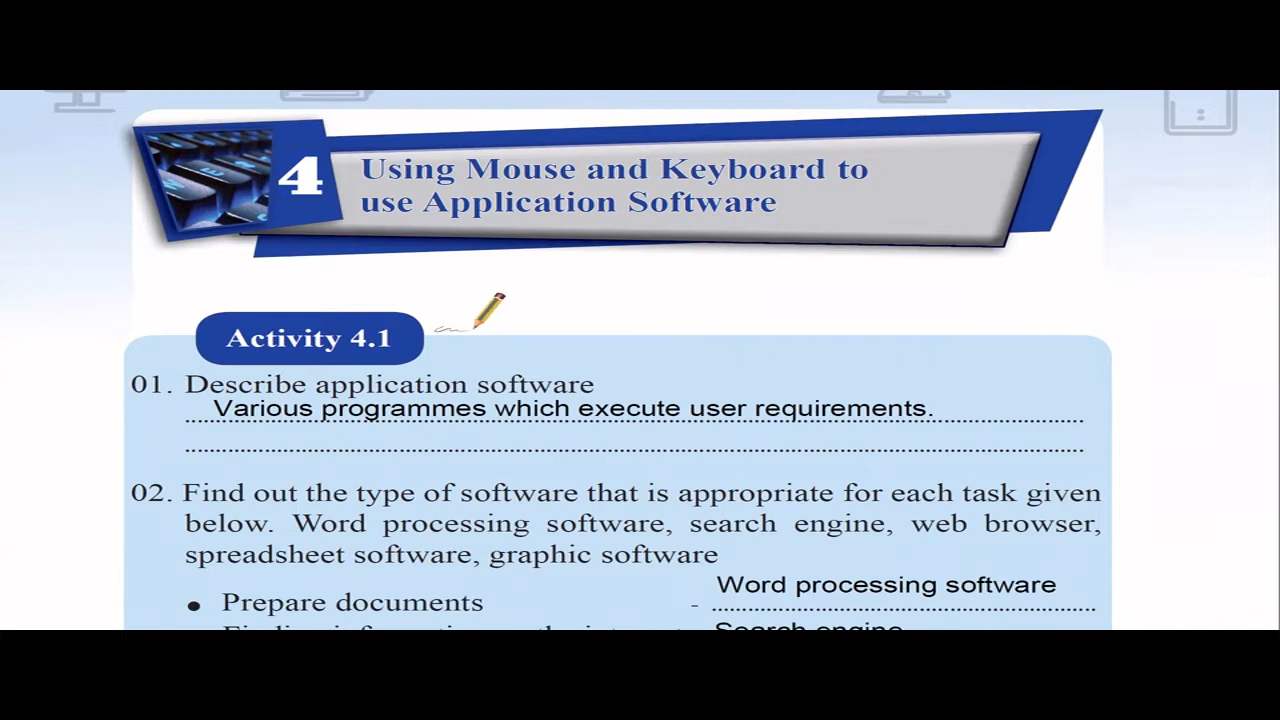 4
Using Mouse and Keyboard to
use Application Software
Activity 4.1
01. Describe application software
Various programmes which execute user requirements.
02. Find out the type of software that is appropriate for each task given
below. Word processing software, search engine, web browser,
spreadsheet software, graphic software
• Prepare documents - Word processing software
Search engine